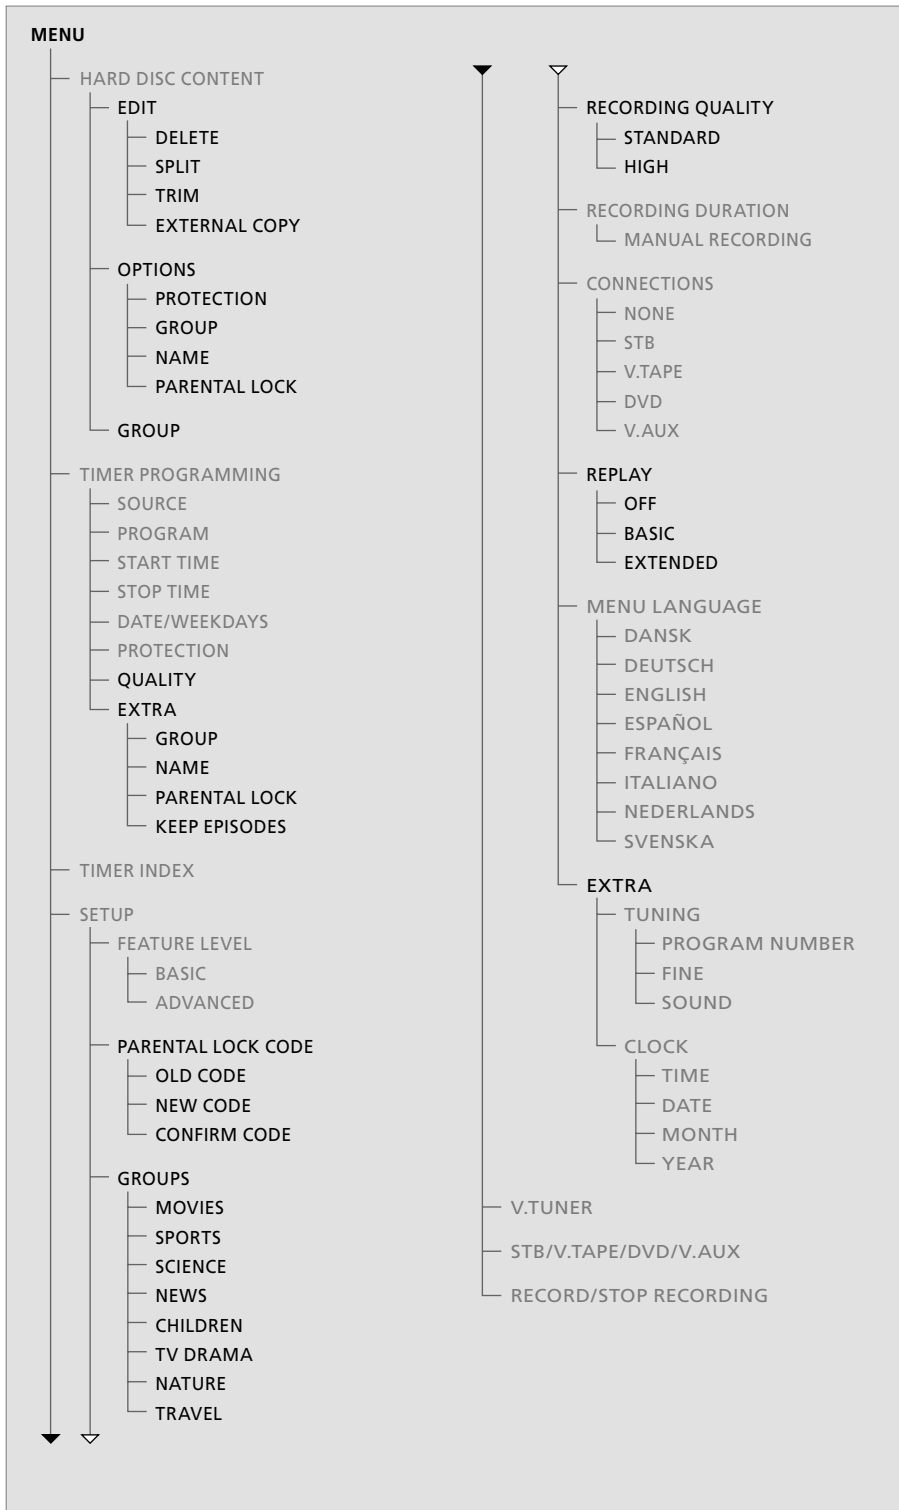 MENU
HARD DISC CONTENT
EDIT
DELETE
SPLIT
TRIM
EXTERNAL COPY
OPTIONS
PROTECTION
GROUP
NAME
PARENTAL LOCK
GROUP
TIMER PROGRAMMING
SOURCE
PROGRAM
START TIME
STOP TIME
DATE/WEEKDAYS
PROTECTION
QUALITY
EXTRA
GROUP
NAME
PARENTAL LOCK
KEEP EPISODES
TIMER INDEX
SETUP
FEATURE LEVEL
BASIC
ADVANCED
PARENTAL LOCK CODE
OLD CODE
NEW CODE
CONFIRM CODE
GROUPS
MOVIES
SPORTS
SCIENCE
NEWS
CHILDREN
TV DRAMA
NATURE
TRAVEL
RECORDING QUALITY
STANDARD
HIGH
RECORDING DURATION
MANUAL RECORDING
CONNECTIONS
NONE
STB
V.TAPE
DVD
V.AUX
REPLAY
OFF
BASIC
EXTENDED
MENU LANGUAGE
DANSK
DEUTSCH
ENGLISH
ESPAÑOL
FRANÇAIS
ITALIANO
NEDERLANDS
SVENSKA
EXTRA
TUNING
PROGRAM NUMBER
FINE
SOUND
CLOCK
TIME
DATE
MONTH
YEAR
V.TUNER
STB/V.TAPE/DVD/V.AUX
RECORD/STOP RECORDING